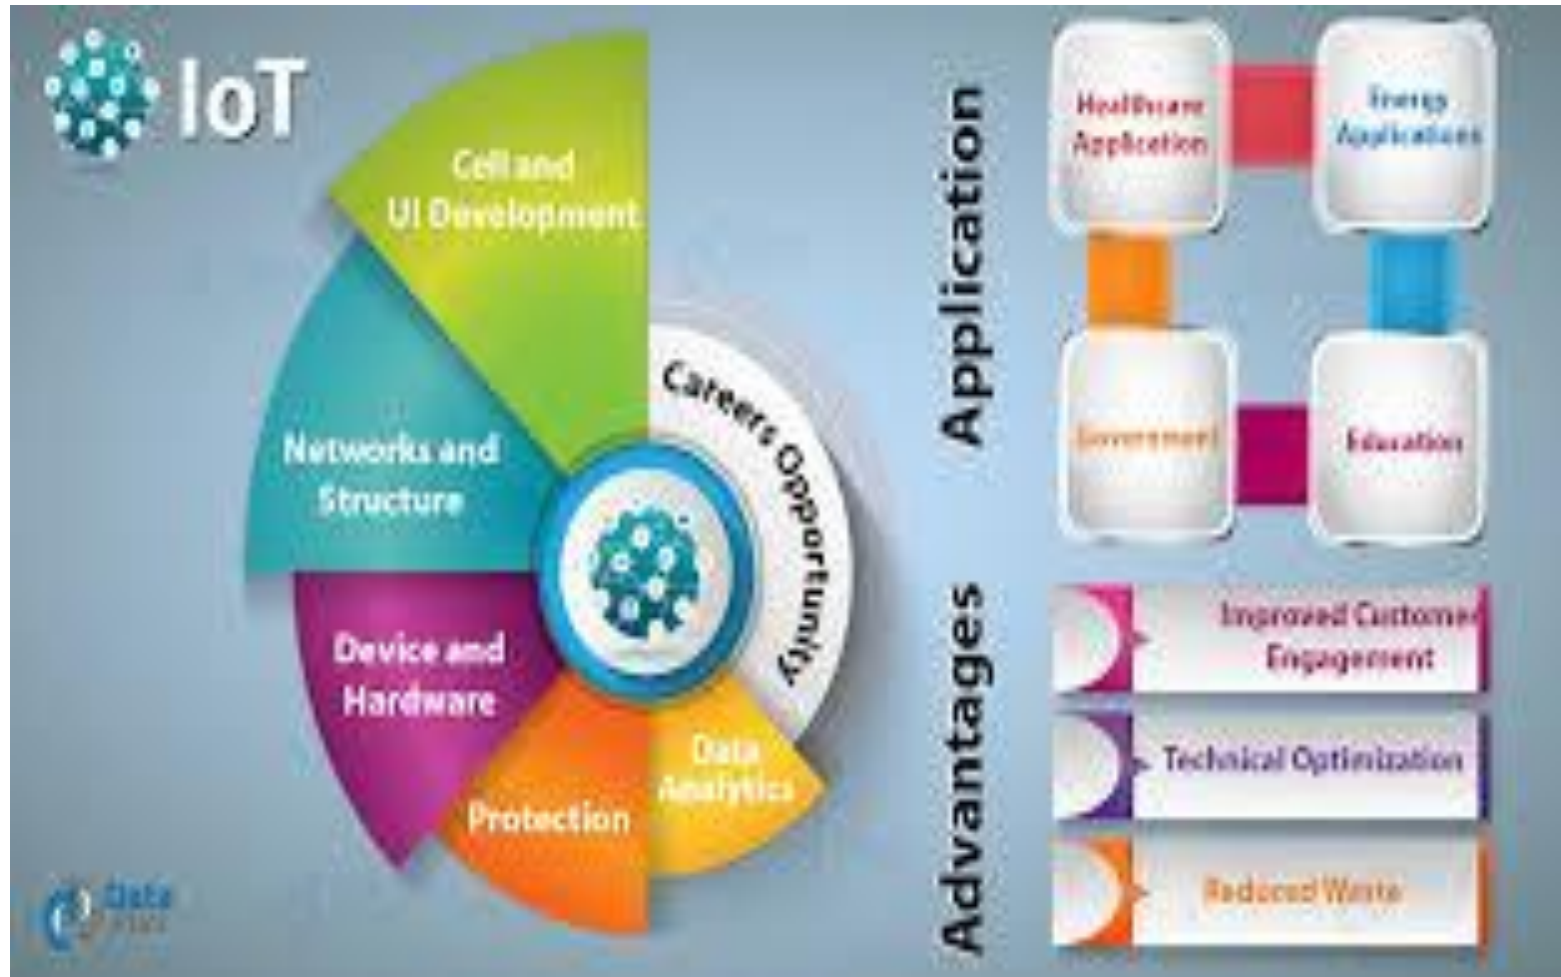 IoT
Cell and
UI Development
Networks and
Structure
Device and
Hardware
Protection
Data
Analytics
Careers Opportunity
Application
Healthcare
Application
Energy
Applications
Government
Education
Advantages
Improved Customer
Engagement
Technical Optimization
Reduced Waste
Data